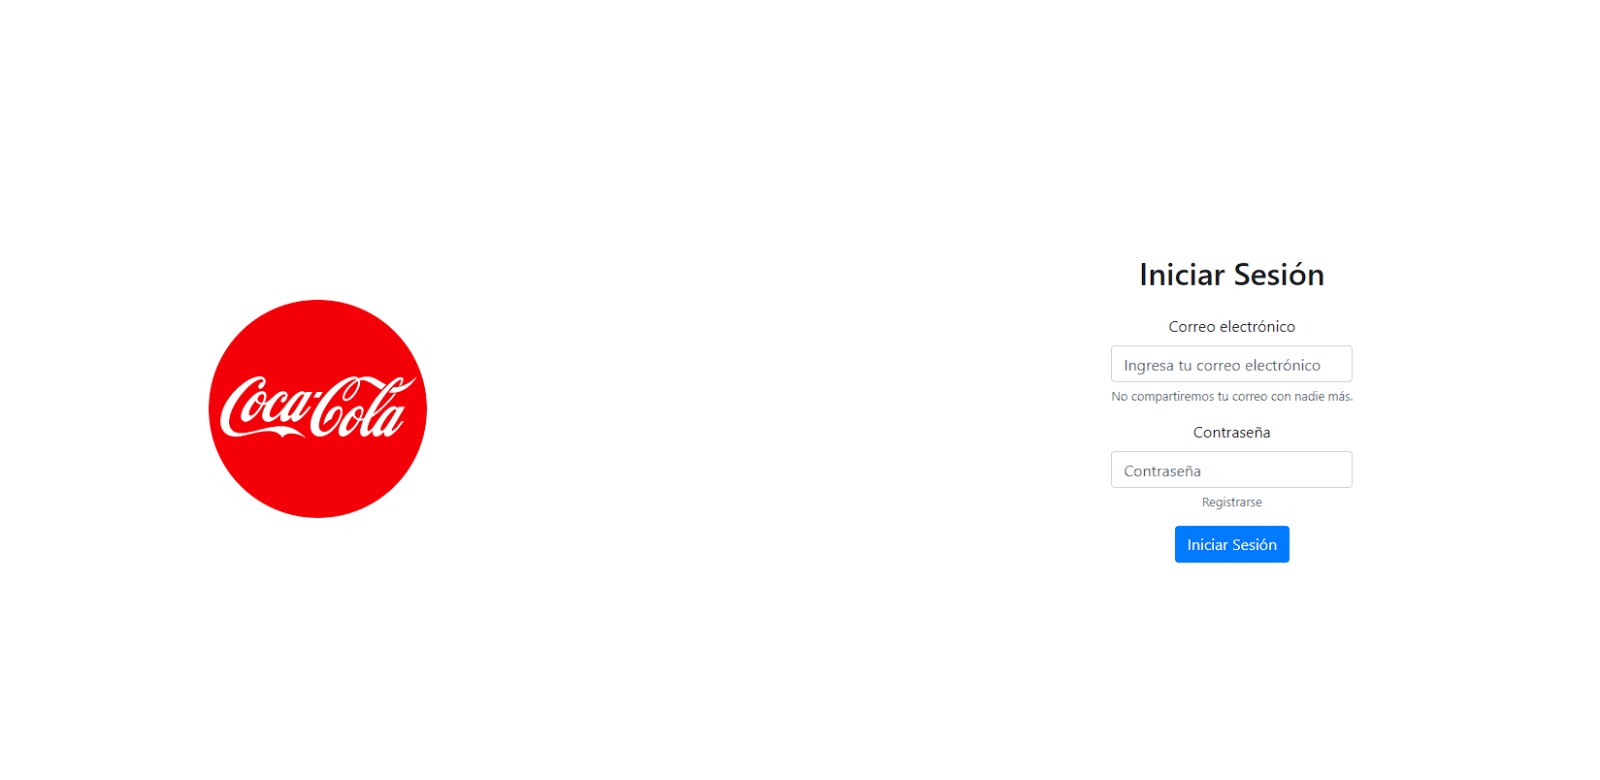 Coca-Cola
Iniciar Sesión
Correo electrónico
Ingresa tu correo electrónico
No compartiremos tu correo con nadie más.
Contraseña
Contraseña
Registrarse
Iniciar Sesión